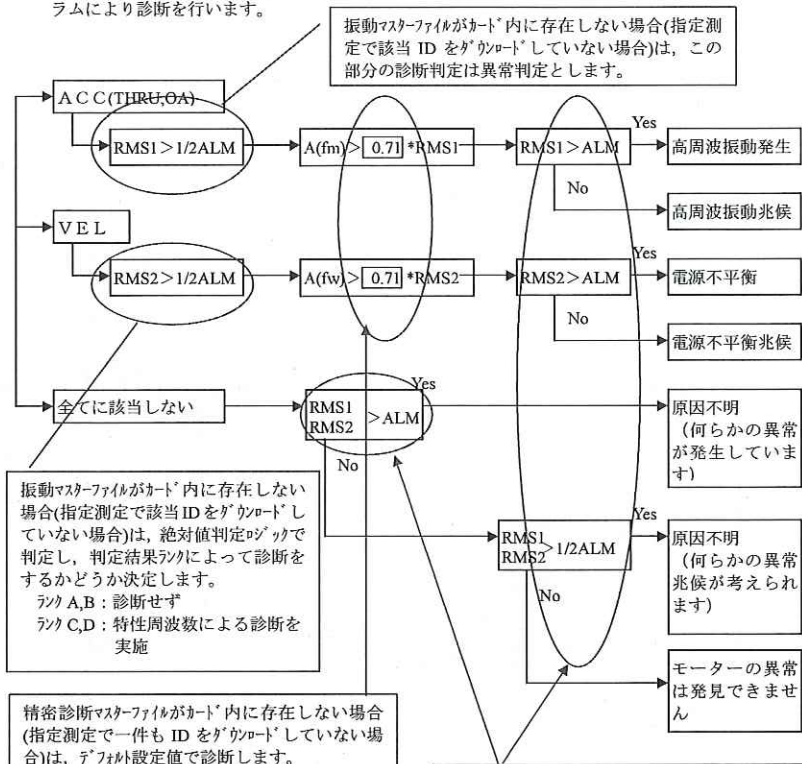 ラムにより診断を行います。
振動ﾏｽﾀｰﾌｧｲﾙがｶｰﾄﾞ内に存在しない場合(指定測
定で該当 ID をﾀﾞｳﾝﾛｰﾄﾞしていない場合)は，この
部分の診断判定は異常判定とします。
ＡＣＣ(THRU,OA)
RMS1＞1/2ALM
A(fm)＞ 0.71 *RMS1
RMS1＞ALM
Yes
高周波振動発生
No
高周波振動兆候
ＶＥＬ
RMS2＞1/2ALM
A(fw)＞ 0.71 *RMS2
RMS2＞ALM
Yes
電源不平衡
No
電源不平衡兆候
全てに該当しない
RMS1
RMS2
＞ALM
Yes
原因不明
（何らかの異常
が発生していま
す）
No
RMS1
RMS2
＞1/2ALM
Yes
原因不明
（何らかの異常
兆候が考えられ
ます）
No
モーターの異常
は発見できませ
ん
振動ﾏｽﾀｰﾌｧｲﾙがｶｰﾄﾞ内に存在しない
場合(指定測定で該当 ID をﾀﾞｳﾝﾛｰﾄﾞし
ていない場合)は，絶対値判定ﾛｼﾞｯｸで
判定し，判定結果ﾗﾝｸによって診断を
するかどうか決定します。
ﾗﾝｸ A,B：診断せず
ﾗﾝｸ C,D：特性周波数による診断を
実施
精密診断ﾏｽﾀｰﾌｧｲﾙがｶｰﾄﾞ内に存在しない場合
(指定測定で一件も ID をﾀﾞｳﾝﾛｰﾄﾞしていない場
合)は，ﾃﾞﾌｫﾙﾄ設定値で診断します。